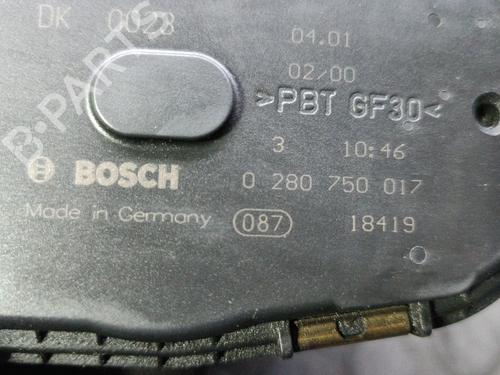 DK 0028
04.01
02/00
>PBT GF30<
3 10:46
BOSCH 0 280 750 017
Made in Germany 087 18419
B-PARTS